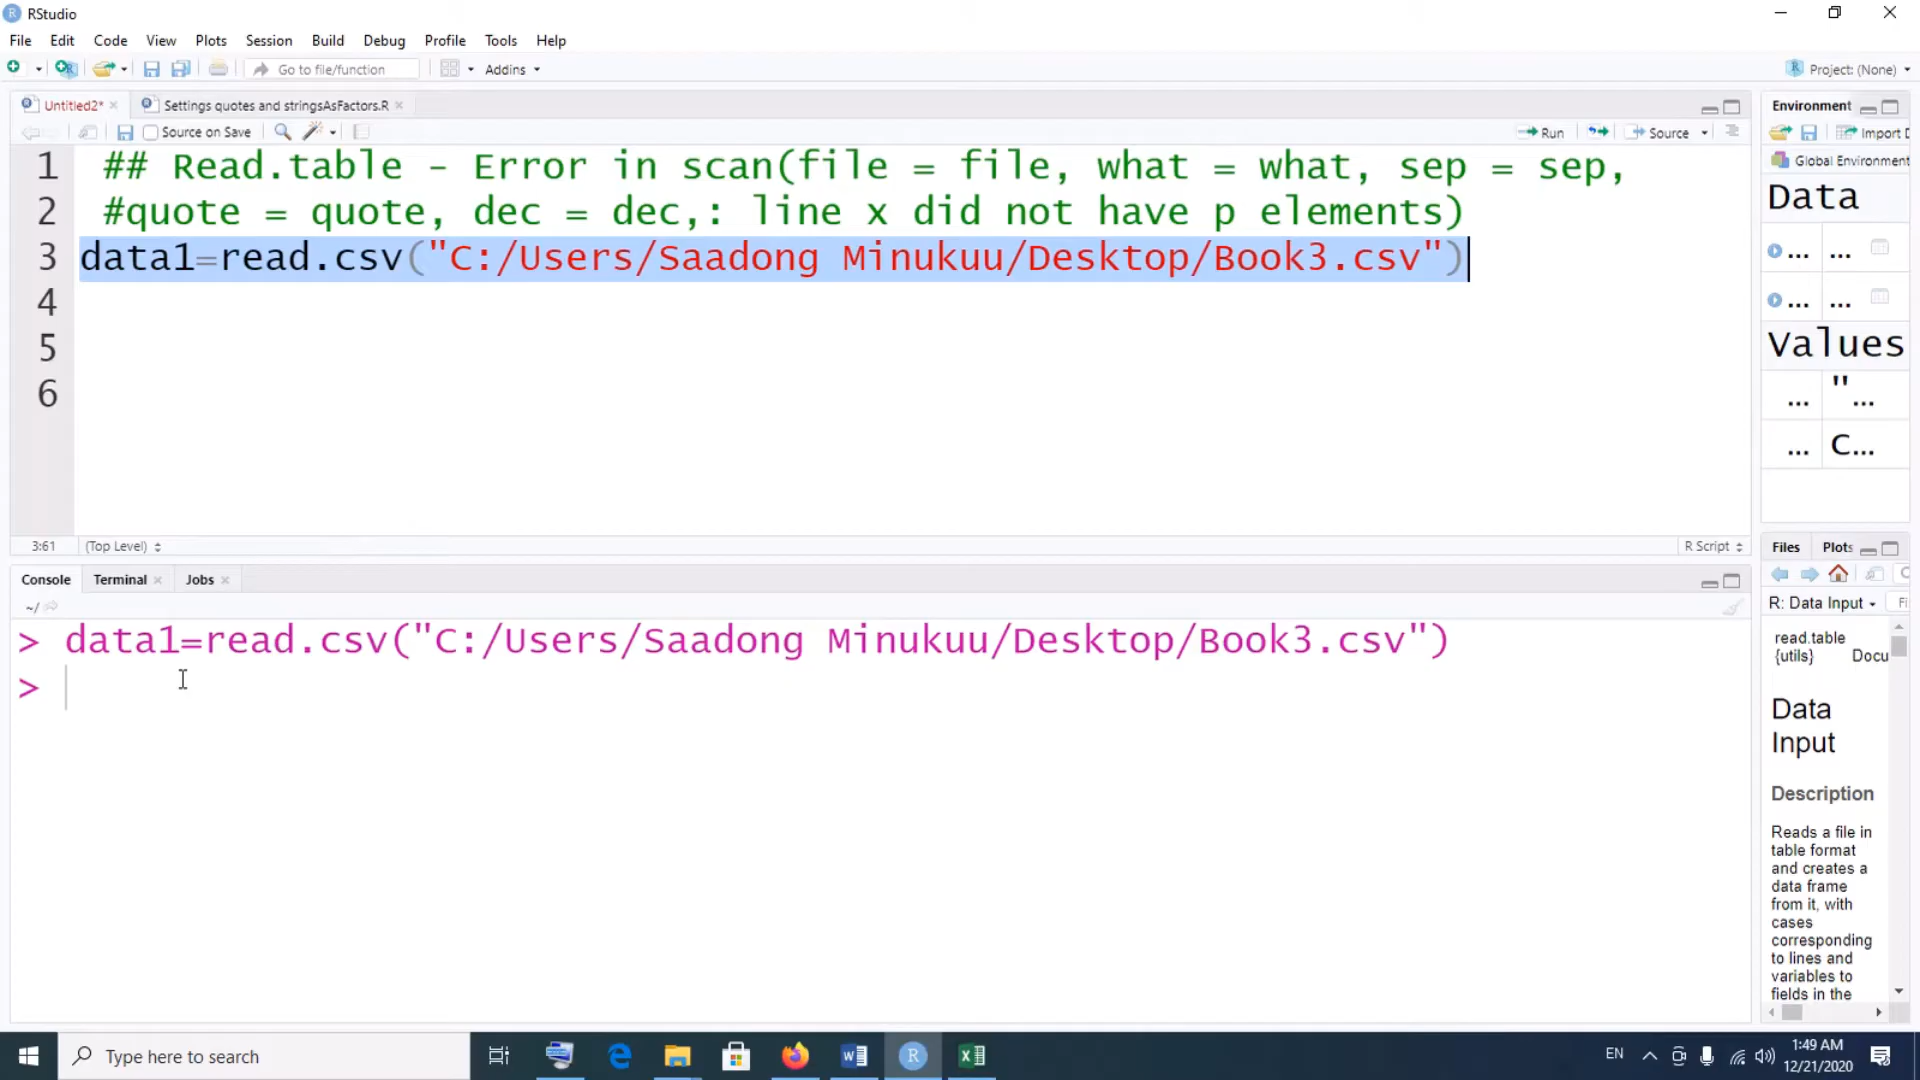 RStudio
File Edit Code View Plots Session Build Debug Profile Tools Help
Go to file/function Addins Project: (None)
Untitled2* Settings quotes and stringsAsFactors.R
Source on Save Run Source
1 ## Read.table - Error in scan(file = file, what = what, sep = sep,
2 #quote = quote, dec = dec,: line x did not have p elements)
3 data1=read.csv("C:/Users/Saadong Minukuu/Desktop/Book3.csv")
4
5
6
3:61 (Top Level) R Script
Console Terminal Jobs
~/
> data1=read.csv("C:/Users/Saadong Minukuu/Desktop/Book3.csv")
>
Environment
Import D
Global Environment
Data
... ...
... ...
Values
... "...
... C...
Files Plots
R: Data Input Fi
read.table
{utils} Docu
Data
Input
Description
Reads a file in
table format
and creates a
data frame
from it, with
cases
corresponding
to lines and
variables to
fields in the
Type here to search
EN
1:49 AM
12/21/2020